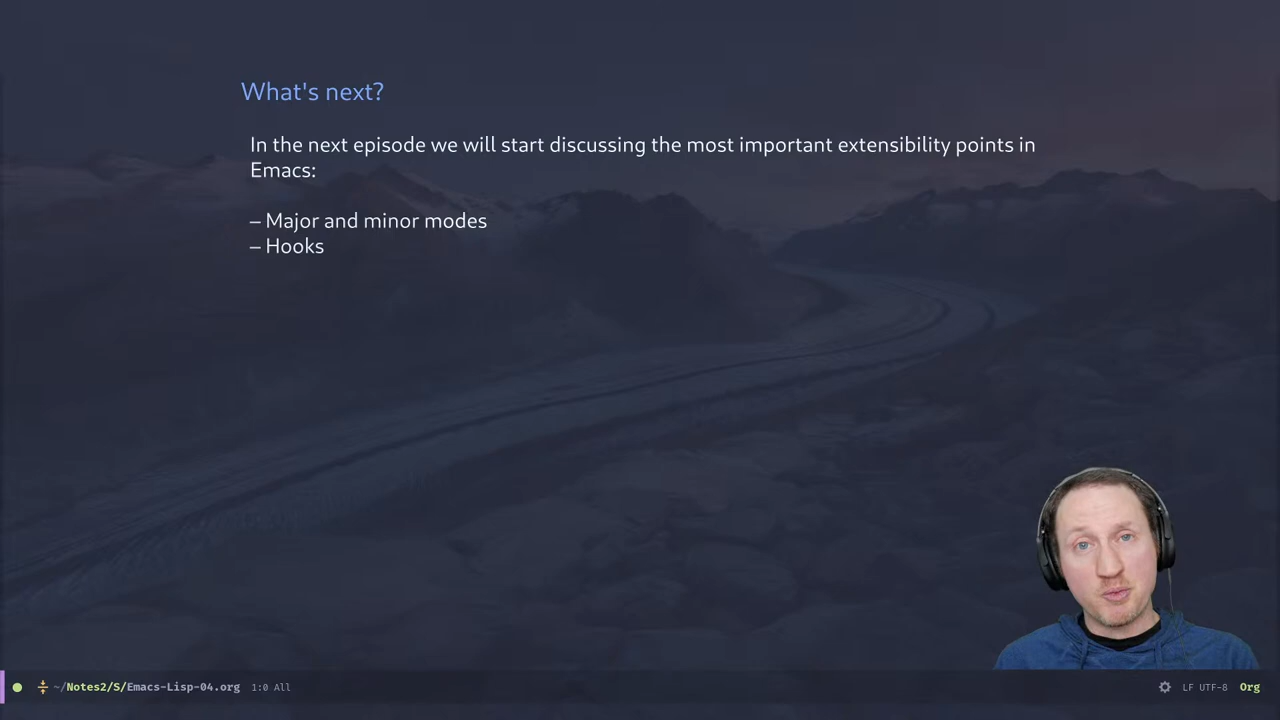 What's next?
In the next episode we will start discussing the most important extensibility points in
Emacs:
– Major and minor modes
– Hooks
~/Notes2/S/Emacs-Lisp-04.org 1:0 All LF UTF-8 Org